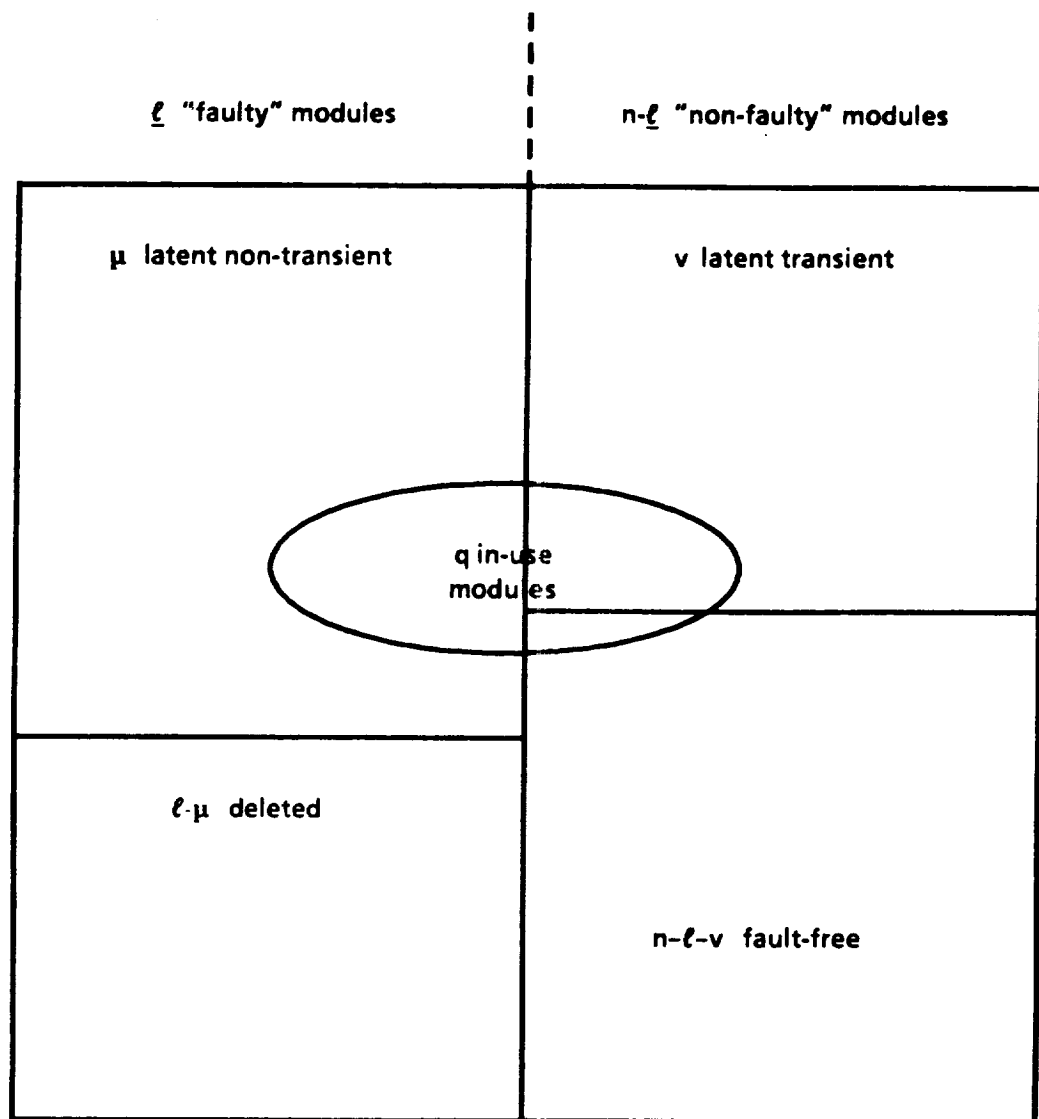 ℓ "faulty" modules
n-ℓ "non-faulty" modules
μ latent non-transient
ν latent transient
q in-use
modules
ℓ-μ deleted
n-ℓ-ν fault-free